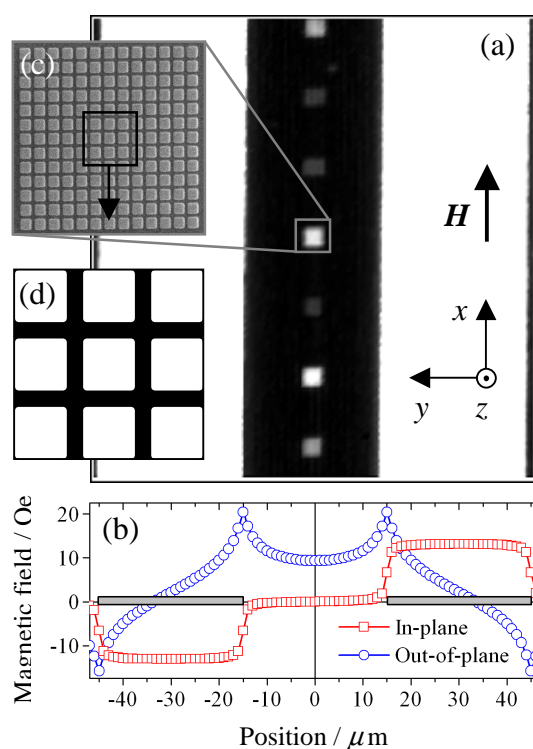 (c)
(a)
H
(d)
x
y
z
(b)
Magnetic field / Oe
20
10
0
-10
In-plane
Out-of-plane
-40 -30 -20 -10 0 10 20 30 40
Position / μm